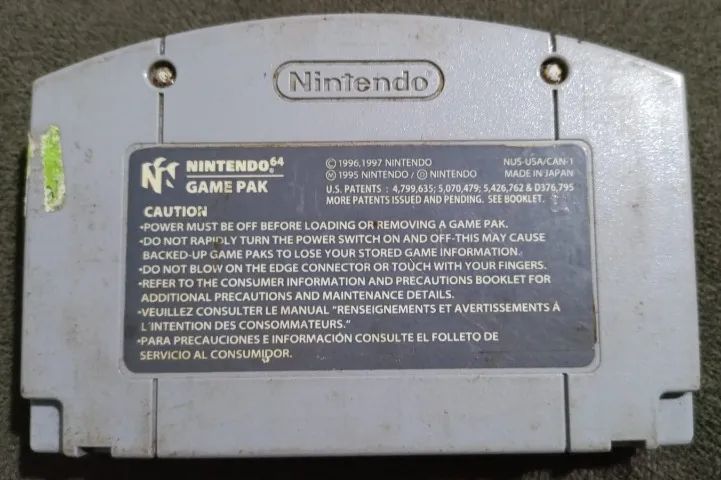 Nintendo
NINTENDO⁶⁴
GAME PAK
© 1996,1997 NINTENDO
Ⓜ 1995 NINTENDO / Ⓓ NINTENDO
NUS-USA/CAN-1
MADE IN JAPAN
U.S. PATENTS : 4,799,635; 5,070,479; 5,426,762 & D376,795
MORE PATENTS ISSUED AND PENDING. SEE BOOKLET.
CAUTION
•POWER MUST BE OFF BEFORE LOADING OR REMOVING A GAME PAK.
•DO NOT RAPIDLY TURN THE POWER SWITCH ON AND OFF-THIS MAY CAUSE
BACKED-UP GAME PAKS TO LOSE YOUR STORED GAME INFORMATION.
•DO NOT BLOW ON THE EDGE CONNECTOR OR TOUCH WITH YOUR FINGERS.
•REFER TO THE CONSUMER INFORMATION AND PRECAUTIONS BOOKLET FOR
ADDITIONAL PRECAUTIONS AND MAINTENANCE DETAILS.
•VEUILLEZ CONSULTER LE MANUAL "RENSEIGNEMENTS ET AVERTISSEMENTS À
L'INTENTION DES CONSOMMATEURS."
•PARA PRECAUCIONES E INFORMACIÓN CONSULTE EL FOLLETO DE
SERVICIO AL CONSUMIDOR.